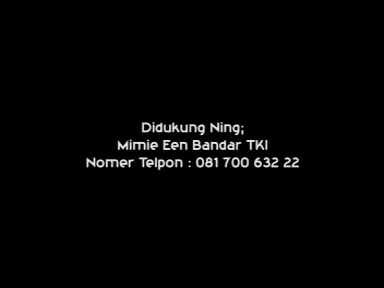 Didukung Ning;
Mimie Een Bandar TKI
Nomer Telpon : 081 700 632 22